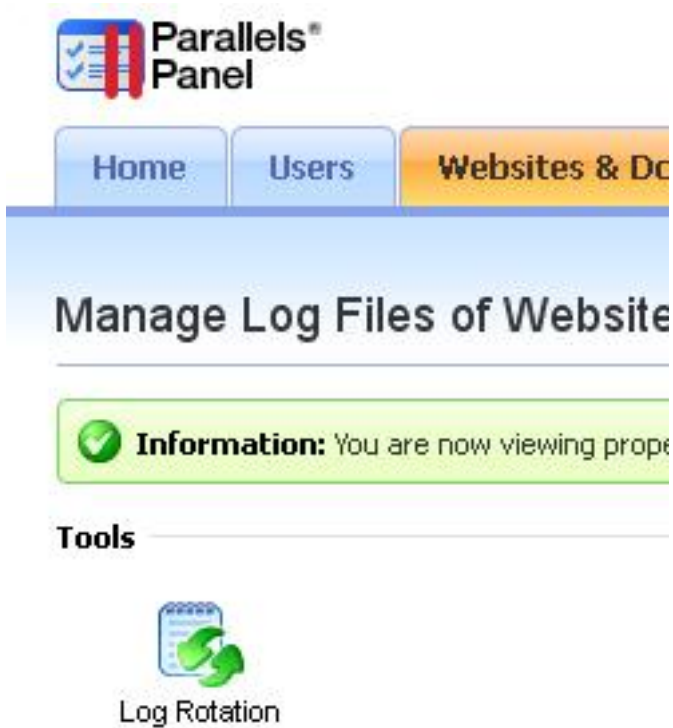 Parallels®
Panel
Home Users Websites & Do
Manage Log Files of Website
Information: You are now viewing prope
Tools
Log Rotation